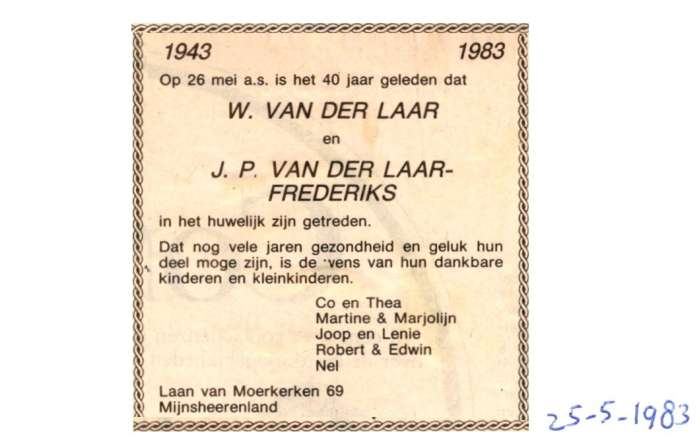 1943 1983
Op 26 mei a.s. is het 40 jaar geleden dat
W. VAN DER LAAR
en
J. P. VAN DER LAAR-
FREDERIKS
in het huwelijk zijn getreden.
Dat nog vele jaren gezondheid en geluk hun
deel moge zijn, is de wens van hun dankbare
kinderen en kleinkinderen.
Co en Thea
Martine & Marjolijn
Joop en Lenie
Robert & Edwin
Nel
Laan van Moerkerken 69
Mijnsheerenland
25-5-1983